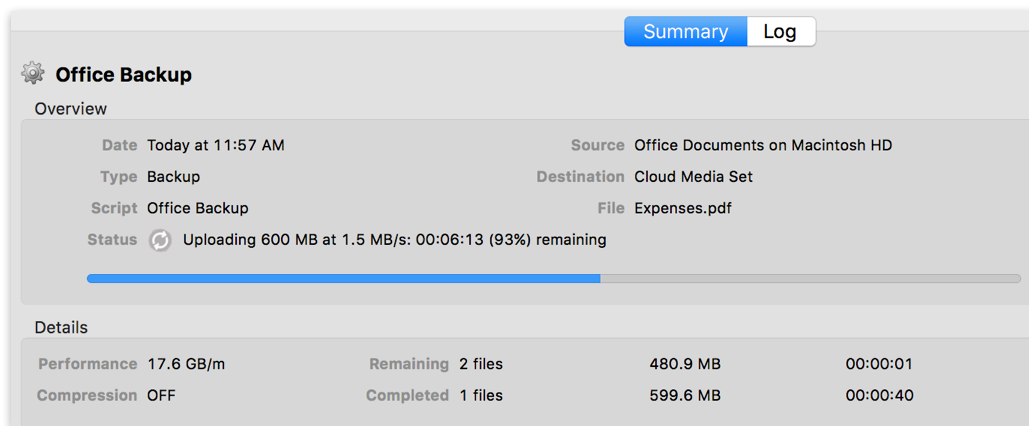 Summary Log
Office Backup
Overview
Date Today at 11:57 AM Source Office Documents on Macintosh HD
Type Backup Destination Cloud Media Set
Script Office Backup File Expenses.pdf
Status Uploading 600 MB at 1.5 MB/s: 00:06:13 (93%) remaining
Details
Performance 17.6 GB/m Remaining 2 files 480.9 MB 00:00:01
Compression OFF Completed 1 files 599.6 MB 00:00:40